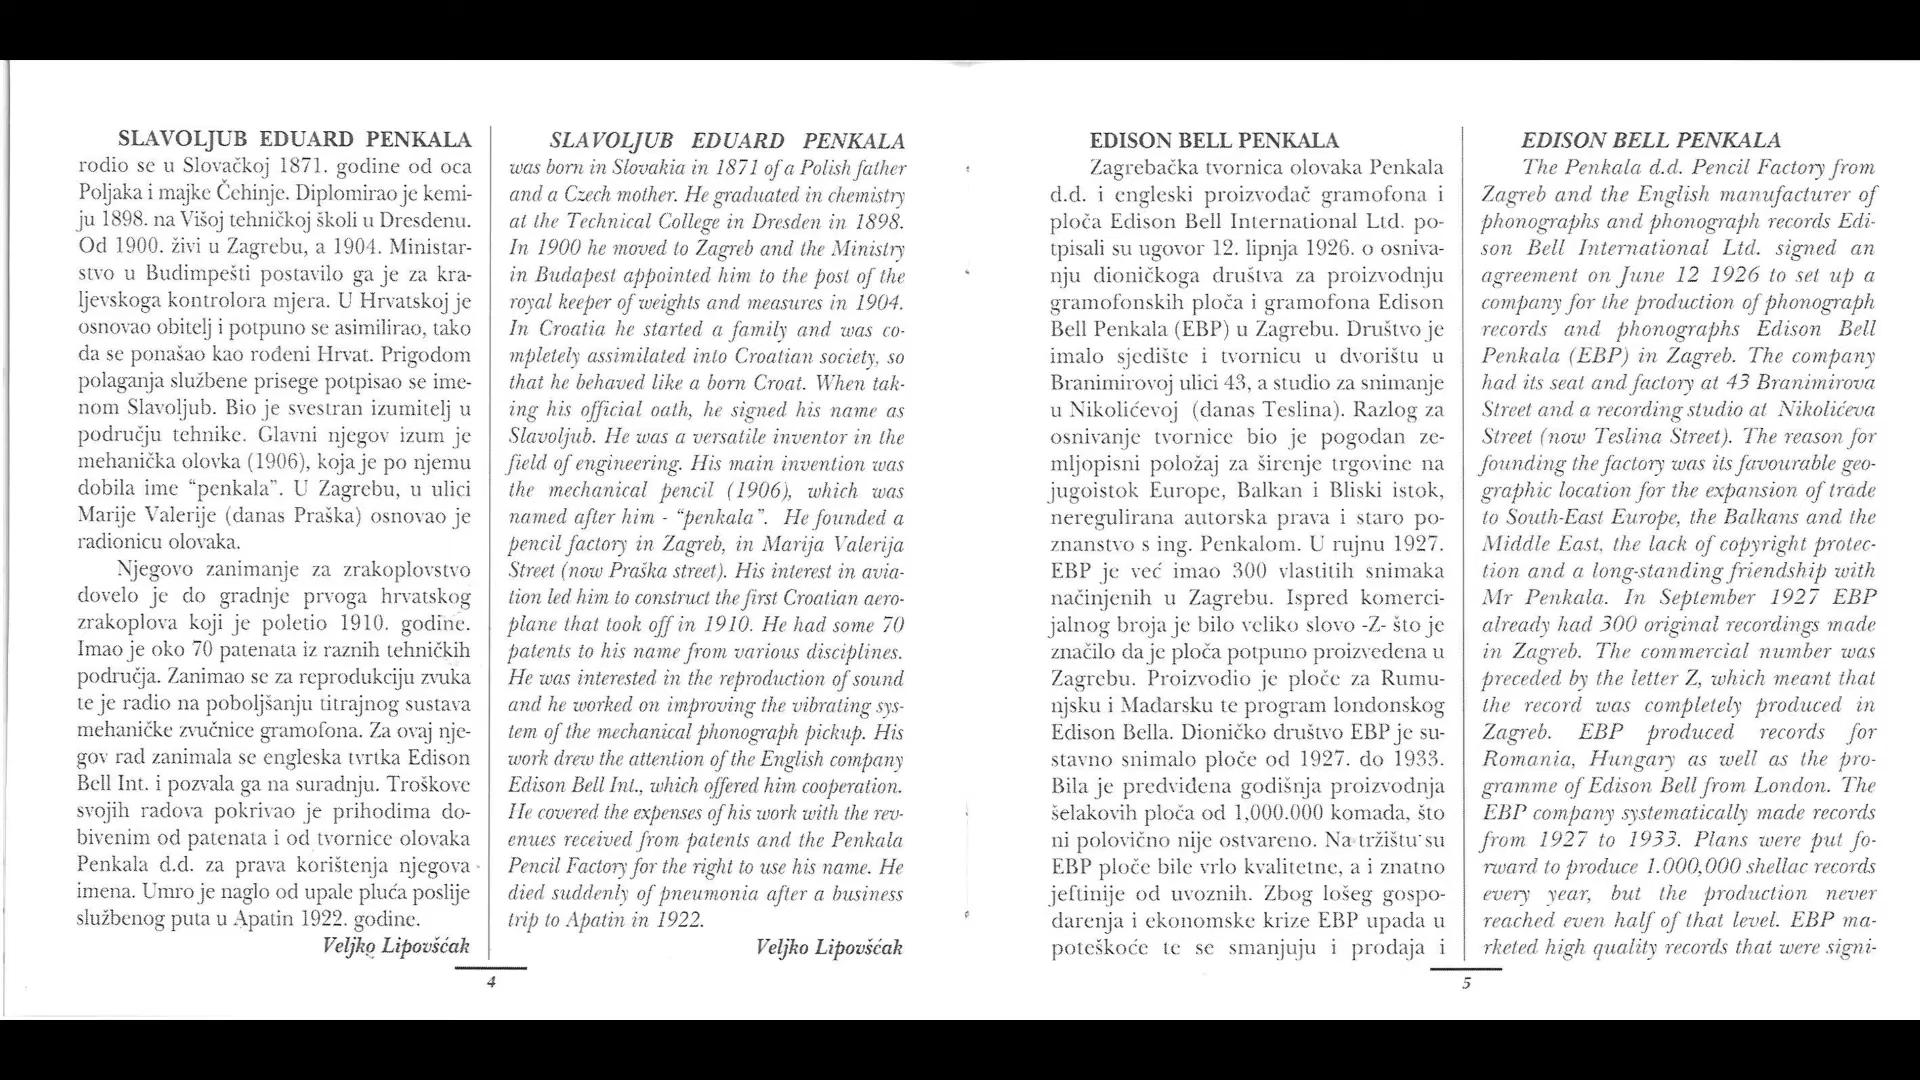 SLAVOLJUB EDUARD PENKALA
rodio se u Slovačkoj 1871. godine od oca
Poljaka i majke Čehinje. Diplomirao je kemi-
ju 1898. na Višoj tehničkoj školi u Dresdenu.
Od 1900. živi u Zagrebu, a 1904. Ministar-
stvo u Budimpešti postavilo ga je za kra-
ljevskoga kontrolora mjera. U Hrvatskoj je
osnovao obitelj i potpuno se asimilirao, tako
da se ponašao kao rođeni Hrvat. Prigodom
polaganja službene prisege potpisao se ime-
nom Slavoljub. Bio je svestran izumitelj u
području tehnike. Glavni njegov izum je
mehanička olovka (1906), koja je po njemu
dobila ime “penkala”. U Zagrebu, u ulici
Marije Valerije (danas Praška) osnovao je
radionicu olovaka.
Njegovo zanimanje za zrakoplovstvo
dovelo je do gradnje prvoga hrvatskog
zrakoplova koji je poletio 1910. godine.
Imao je oko 70 patenata iz raznih tehničkih
područja. Zanimao se za reprodukciju zvuka
te je radio na poboljšanju titrajnog sustava
mehaničke zvučnice gramofona. Za ovaj nje-
gov rad zanimala se engleska tvrtka Edison
Bell Int. i pozvala ga na suradnju. Troškove
svojih radova pokrivao je prihodima do-
bivenim od patenata i od tvornice olovaka
Penkala d.d. za prava korištenja njegova
imena. Umro je naglo od upale pluća poslije
službenog puta u Apatin 1922. godine.
Veljko Lipovšćak
SLAVOLJUB EDUARD PENKALA
was born in Slovakia in 1871 of a Polish father
and a Czech mother. He graduated in chemistry
at the Technical College in Dresden in 1898.
In 1900 he moved to Zagreb and the Ministry
in Budapest appointed him to the post of the
royal keeper of weights and measures in 1904.
In Croatia he started a family and was co-
mpletely assimilated into Croatian society, so
that he behaved like a born Croat. When tak-
ing his official oath, he signed his name as
Slavoljub. He was a versatile inventor in the
field of engineering. His main invention was
the mechanical pencil (1906), which was
named after him - “penkala”. He founded a
pencil factory in Zagreb, in Marija Valerija
Street (now Praška street). His interest in avia-
tion led him to construct the first Croatian aero-
plane that took off in 1910. He had some 70
patents to his name from various disciplines.
He was interested in the reproduction of sound
and he worked on improving the vibrating sys-
tem of the mechanical phonograph pickup. His
work drew the attention of the English company
Edison Bell Int., which offered him cooperation.
He covered the expenses of his work with the rev-
enues received from patents and the Penkala
Pencil Factory for the right to use his name. He
died suddenly of pneumonia after a business
trip to Apatin in 1922.
Veljko Lipovšćak
4
EDISON BELL PENKALA
Zagrebačka tvornica olovaka Penkala
d.d. i engleski proizvođač gramofona i
ploča Edison Bell International Ltd. po-
tpisali su ugovor 12. lipnja 1926. o osniva-
nju dioničkoga društva za proizvodnju
gramofonskih ploča i gramofona Edison
Bell Penkala (EBP) u Zagrebu. Društvo je
imalo sjedište i tvornicu u dvorištu u
Branimirovoj ulici 43, a studio za snimanje
u Nikolićevoj (danas Teslina). Razlog za
osnivanje tvornice bio je pogodan ze-
mljopisni položaj za širenje trgovine na
jugoistok Europe, Balkan i Bliski istok,
neregulirana autorska prava i staro po-
znanstvo s ing. Penkalom. U rujnu 1927.
EBP je već imao 300 vlastitih snimaka
načinjenih u Zagrebu. Ispred komerci-
jalnog broja je bilo veliko slovo -Z- što je
značilo da je ploča potpuno proizvedena u
Zagrebu. Proizvodio je ploče za Rumu-
njsku i Mađarsku te program londonskog
Edison Bella. Dioničko društvo EBP je su-
stavno snimalo ploče od 1927. do 1933.
Bila je predviđena godišnja proizvodnja
šelakovih ploča od 1,000.000 komada, što
ni polovično nije ostvareno. Na tržištu su
EBP ploče bile vrlo kvalitetne, a i znatno
jeftinije od uvoznih. Zbog lošeg gospo-
darenja i ekonomske krize EBP upada u
poteškoće te se smanjuju i prodaja i
EDISON BELL PENKALA
The Penkala d.d. Pencil Factory from
Zagreb and the English manufacturer of
phonographs and phonograph records Edi-
son Bell International Ltd. signed an
agreement on June 12 1926 to set up a
company for the production of phonograph
records and phonographs Edison Bell
Penkala (EBP) in Zagreb. The company
had its seat and factory at 43 Branimirova
Street and a recording studio at Nikolićeva
Street (now Teslina Street). The reason for
founding the factory was its favourable geo-
graphic location for the expansion of trade
to South-East Europe, the Balkans and the
Middle East, the lack of copyright protec-
tion and a long-standing friendship with
Mr Penkala. In September 1927 EBP
already had 300 original recordings made
in Zagreb. The commercial number was
preceded by the letter Z, which meant that
the record was completely produced in
Zagreb. EBP produced records for
Romania, Hungary as well as the pro-
gramme of Edison Bell from London. The
EBP company systematically made records
from 1927 to 1933. Plans were put fo-
rward to produce 1.000,000 shellac records
every year, but the production never
reached even half of that level. EBP ma-
rketed high quality records that were signi-
5